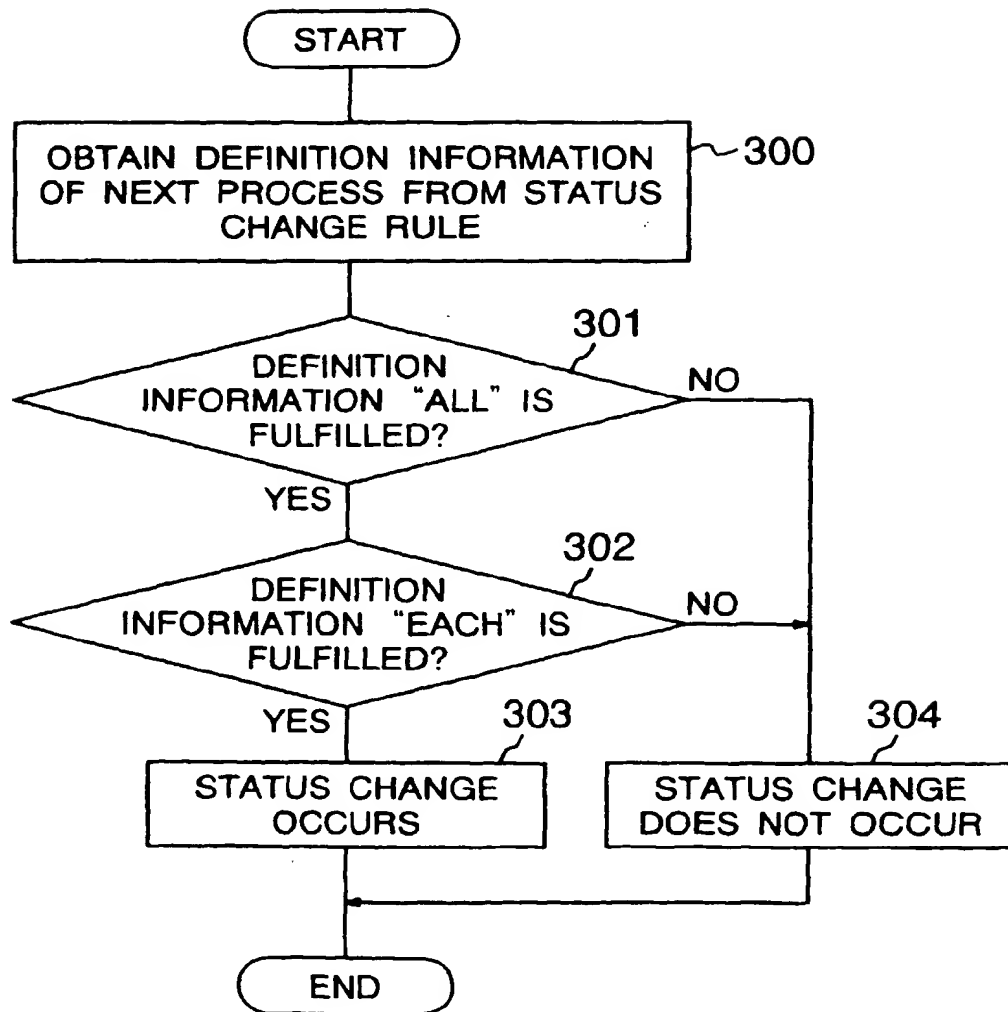 START
OBTAIN DEFINITION INFORMATION
OF NEXT PROCESS FROM STATUS
CHANGE RULE
300
301
DEFINITION
INFORMATION "ALL" IS
FULFILLED?
NO
YES
302
DEFINITION
INFORMATION "EACH" IS
FULFILLED?
NO
YES
303
STATUS CHANGE
OCCURS
304
STATUS CHANGE
DOES NOT OCCUR
END